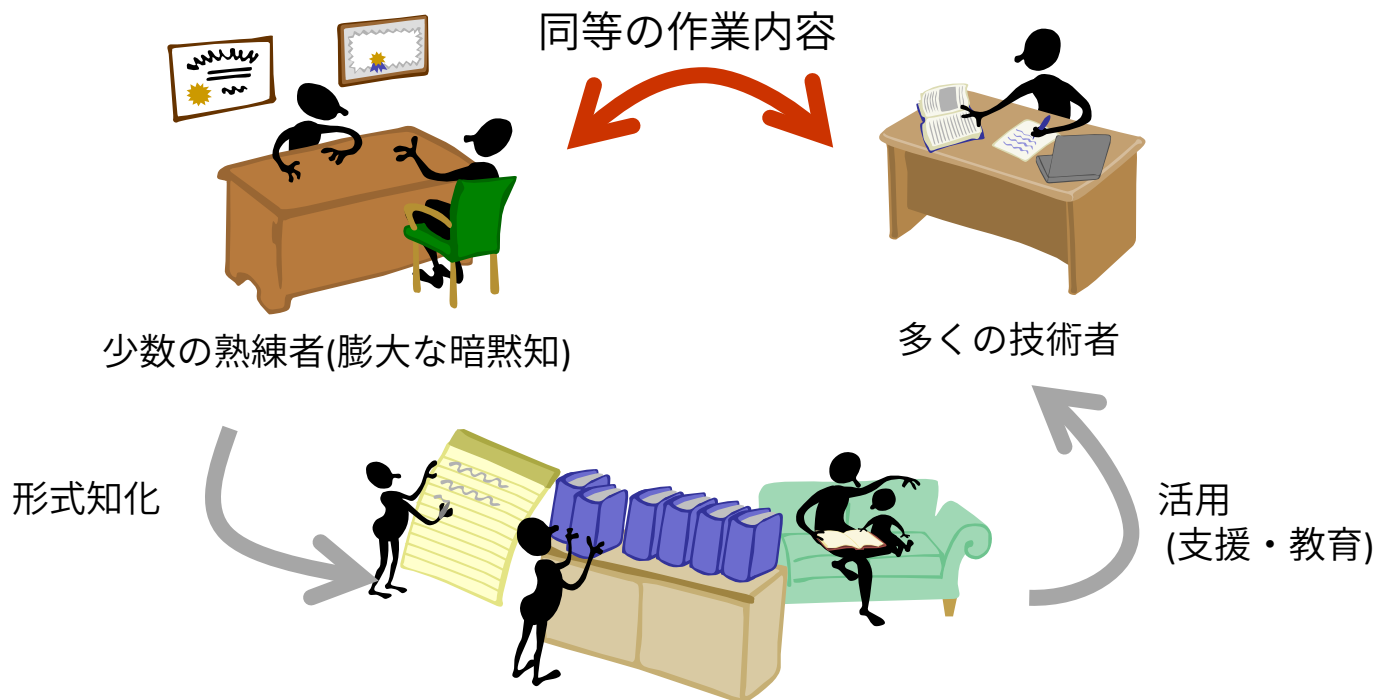 同等の作業内容
少数の熟練者(膨大な暗黙知)
多くの技術者
形式知化
活用
(支援・教育)